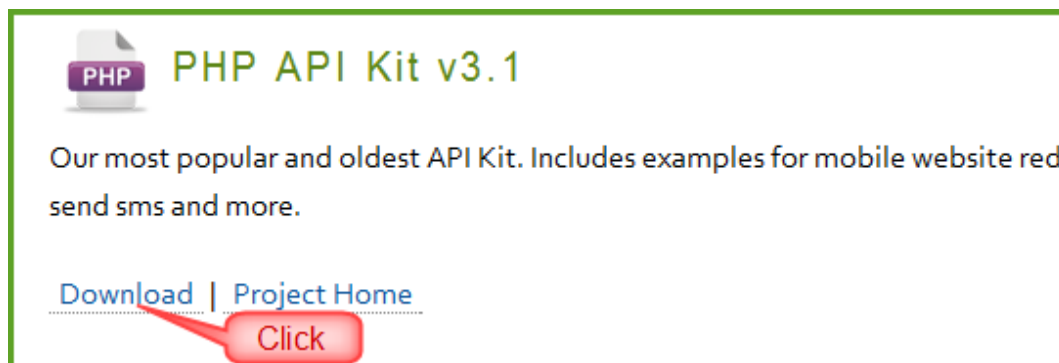 PHP
PHP API Kit v3.1
Our most popular and oldest API Kit. Includes examples for mobile website red
send sms and more.
Download | Project Home
Click